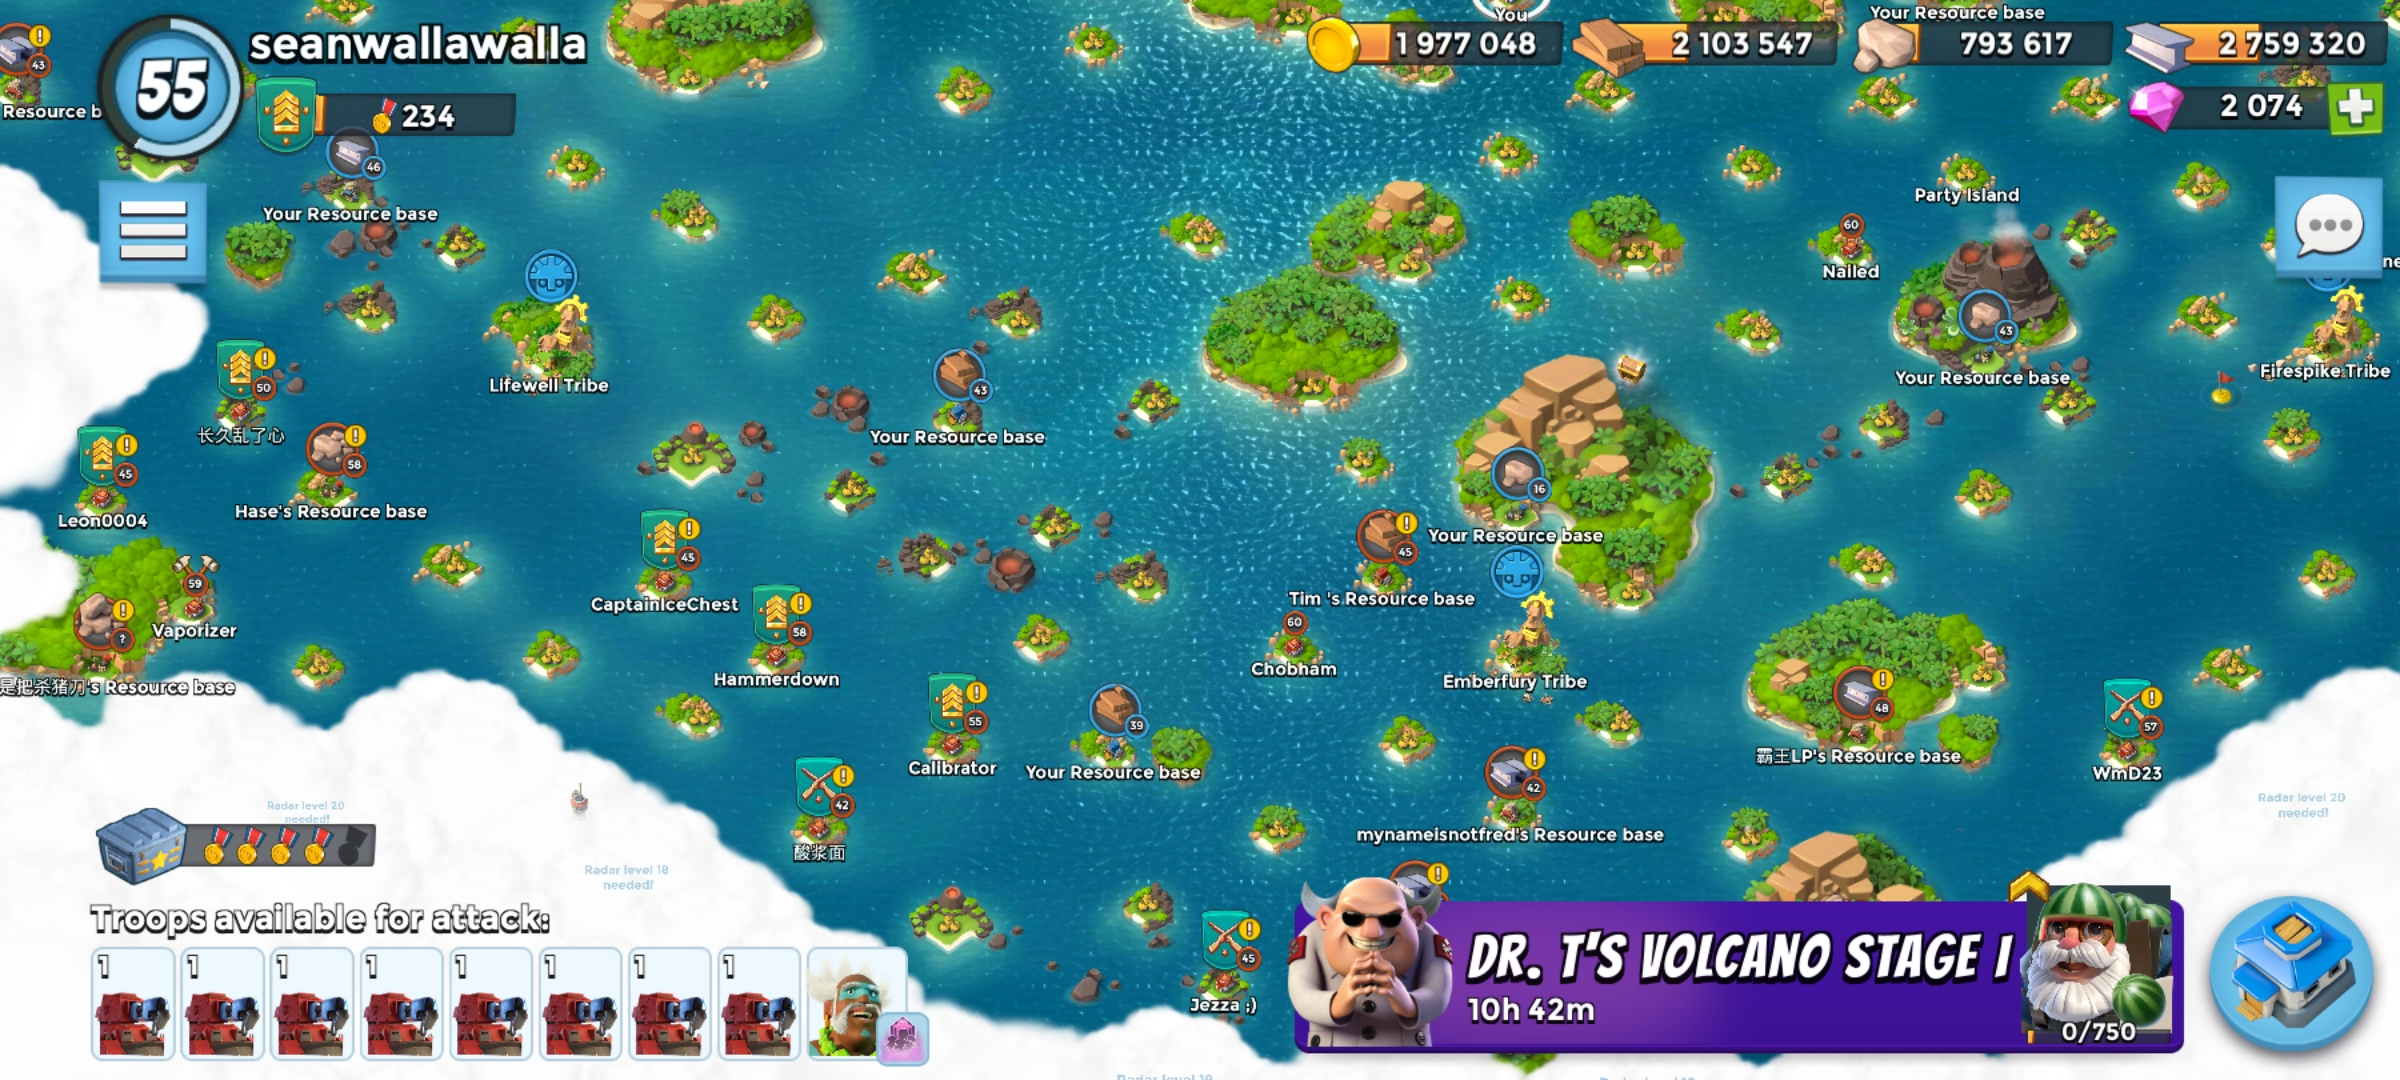 You
Your Resource base
55
seanwallawalla
1 977 048
2 103 547
793 617
2 759 320
43
Resource b
234
2 074
46
Your Resource base
Party Island
60
Nailed
ne
43
Your Resource base
Firespike Tribe
Lifewell Tribe
50
长久乱了心
43
Your Resource base
45
Leon0004
58
Hase's Resource base
16
Your Resource base
45
CaptainIceChest
45
Tim 's Resource base
59
Vaporizer
?
是把杀猪刀's Resource base
58
Hammerdown
60
Chobham
Emberfury Tribe
48
霸王LP's Resource base
57
WmD23
55
Calibrator
39
Your Resource base
42
酸浆面
42
mynameisnotfred's Resource base
Radar level 20
needed!
Radar level 20
needed!
Radar level 18
needed!
Troops available for attack:
1
1
1
1
1
1
1
1
45
Jezza ;)
DR. T'S VOLCANO STAGE I
10h 42m
0/750
Radar level 19